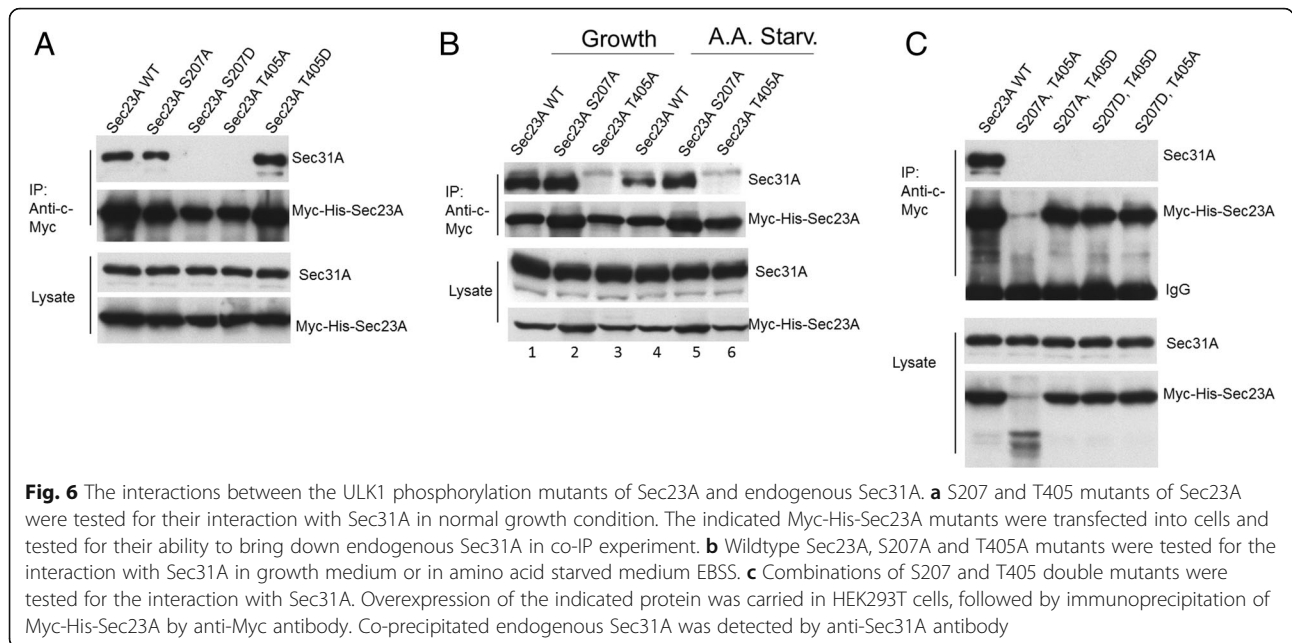 A
Sec23A WT
Sec23A S207A
Sec23A S207D
Sec23A T405A
Sec23A T405D
IP:
Anti-c-
Myc
Sec31A
Myc-His-Sec23A
Lysate
Sec31A
Myc-His-Sec23A
B
Growth
A.A. Starv.
Sec23A WT
Sec23A S207A
Sec23A T405A
Sec23A WT
Sec23A S207A
Sec23A T405A
IP:
Anti-c-
Myc
Sec31A
Myc-His-Sec23A
Lysate
Sec31A
Myc-His-Sec23A
1 2 3 4 5 6
C
Sec23A WT
S207A, T405A
S207A, T405D
S207D, T405D
S207D, T405A
IP:
Anti-c-
Myc
Sec31A
Myc-His-Sec23A
IgG
Lysate
Sec31A
Myc-His-Sec23A
Fig. 6 The interactions between the ULK1 phosphorylation mutants of Sec23A and endogenous Sec31A. a S207 and T405 mutants of Sec23A
were tested for their interaction with Sec31A in normal growth condition. The indicated Myc-His-Sec23A mutants were transfected into cells and
tested for their ability to bring down endogenous Sec31A in co-IP experiment. b Wildtype Sec23A, S207A and T405A mutants were tested for the
interaction with Sec31A in growth medium or in amino acid starved medium EBSS. c Combinations of S207 and T405 double mutants were
tested for the interaction with Sec31A. Overexpression of the indicated protein was carried in HEK293T cells, followed by immunoprecipitation of
Myc-His-Sec23A by anti-Myc antibody. Co-precipitated endogenous Sec31A was detected by anti-Sec31A antibody